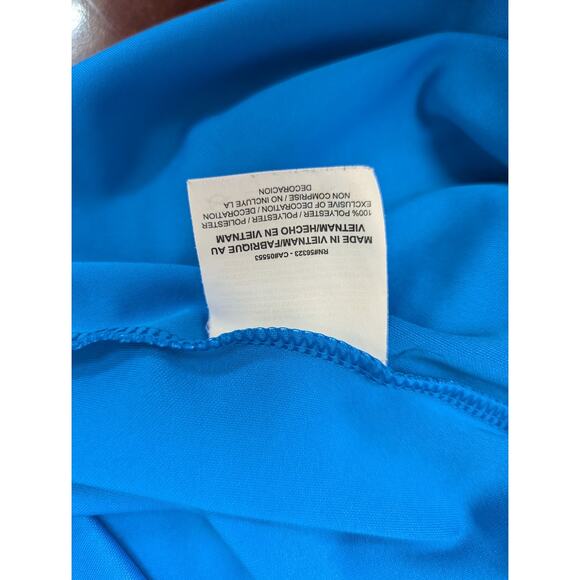 RN#56323 - CA#05553
MADE IN VIETNAM/FABRIQUE AU
VIETNAM/HECHO EN VIETNAM
100% POLYESTER / POLYESTER / POLIESTER
EXCLUSIVE OF DECORATION / DECORATION
NON COMPRISE / NO INCLUYE LA
DECORACION